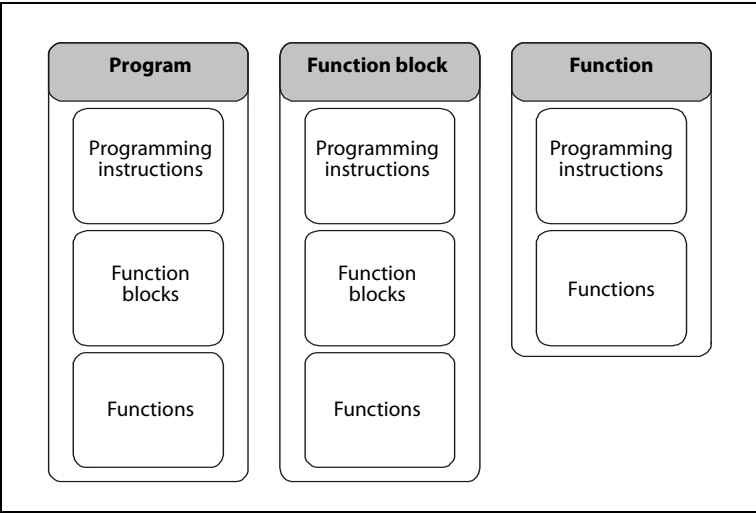 Program
Programming
instructions
Function
blocks
Functions
Function block
Programming
instructions
Function
blocks
Functions
Function
Programming
instructions
Functions